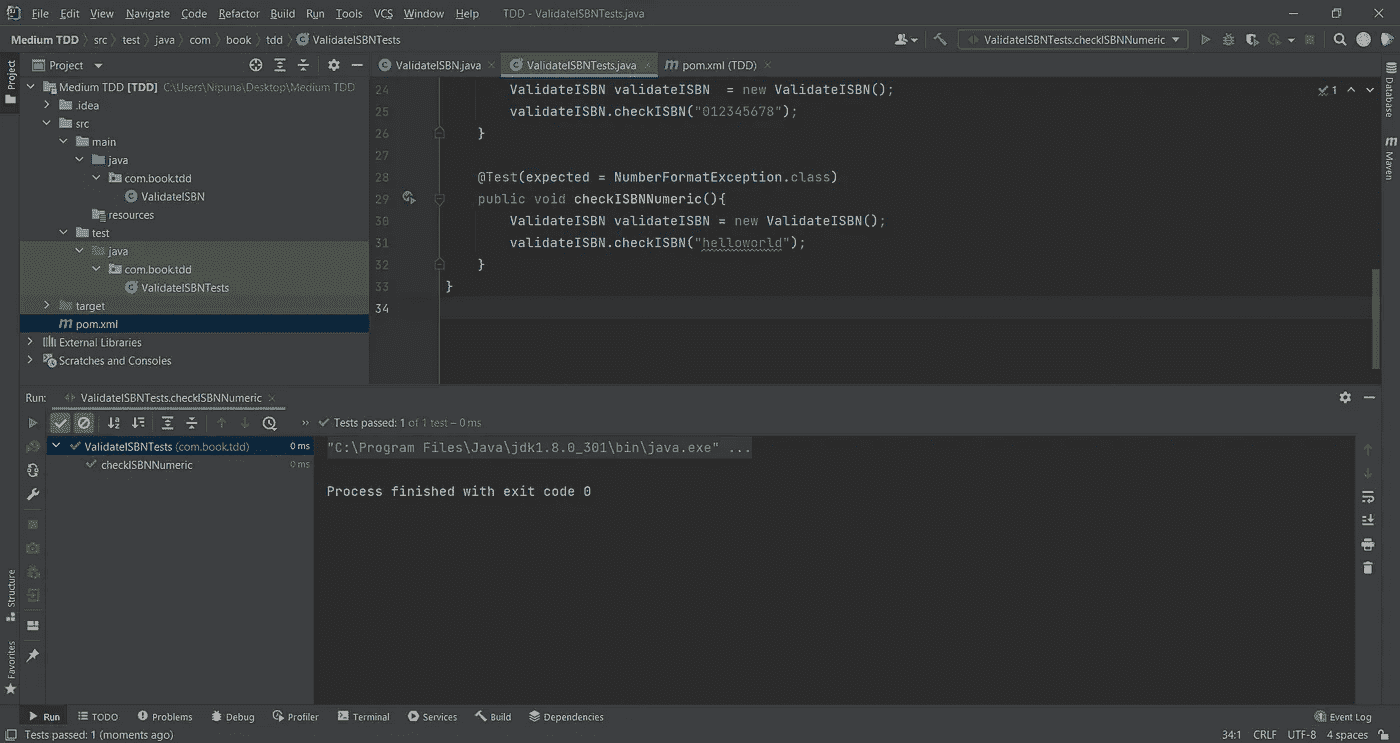 File Edit View Navigate Code Refactor Build Run Tools VCS Window Help TDD - ValidateISBNTests.java
Medium TDD src test java com book tdd ValidateISBNTests ValidateISBNTests.checkISBNNumeric
Project
Project
ValidateISBN.java ValidateISBNTests.java pom.xml (TDD)
Medium TDD [TDD] C:\Users\Nipuna\Desktop\Medium TDD
.idea
src
main
java
com.book.tdd
ValidateISBN
resources
test
java
com.book.tdd
ValidateISBNTests
target
pom.xml
External Libraries
Scratches and Consoles
24 ValidateISBN validateISBN = new ValidateISBN();
25 validateISBN.checkISBN("012345678");
26 }
27
28 @Test(expected = NumberFormatException.class)
29 public void checkISBNNumeric(){
30 ValidateISBN validateISBN = new ValidateISBN();
31 validateISBN.checkISBN("helloworld");
32 }
33 }
34
1
Database
Maven
Run: ValidateISBNTests.checkISBNNumeric
Tests passed: 1 of 1 test – 0 ms
ValidateISBNTests (com.book.tdd) 0 ms
checkISBNNumeric 0 ms
"C:\Program Files\Java\jdk1.8.0_301\bin\java.exe" ...
Process finished with exit code 0
Structure
Favorites
Run TODO Problems Debug Profiler Terminal Services Build Dependencies Event Log
Tests passed: 1 (moments ago) 34:1 CRLF UTF-8 4 spaces